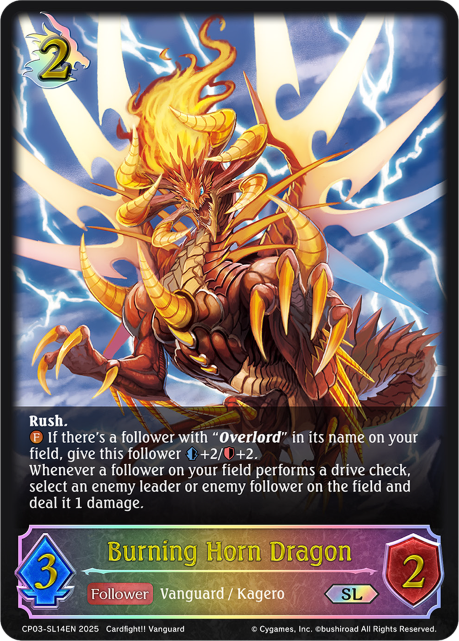 2
Rush.
F If there's a follower with "Overlord" in its name on your
field, give this follower +2/+2.
Whenever a follower on your field performs a drive check,
select an enemy leader or enemy follower on the field and
deal it 1 damage.
Burning Horn Dragon
3
Follower Vanguard / Kagero SL
2
CP03-SL14EN 2025 Cardfight!! Vanguard © Cygames, Inc. ©bushiroad All Rights Reserved.